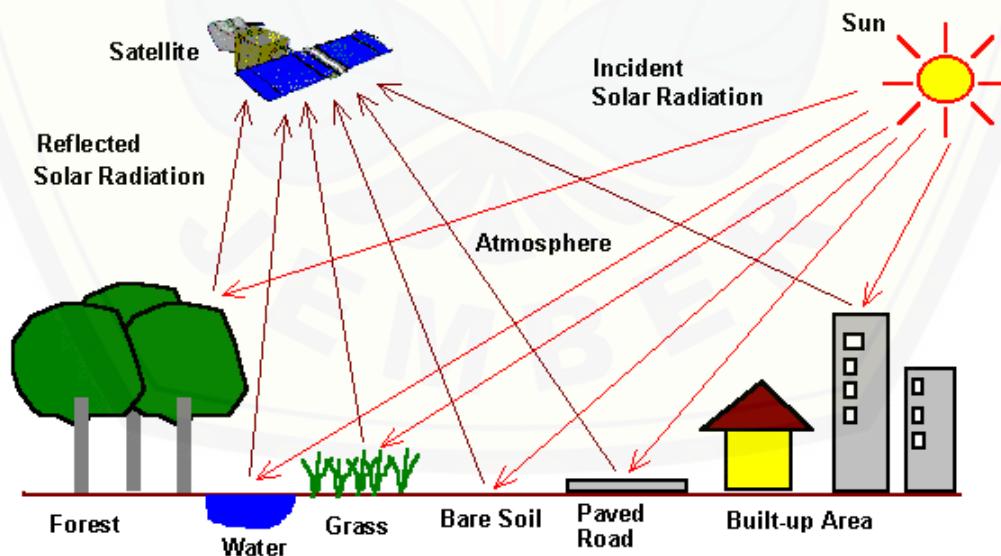 Sun
Satellite
Incident
Solar Radiation
Reflected
Solar Radiation
Atmosphere
JEMBER
Forest
Water
Grass
Bare Soil
Paved
Road
Built-up Area